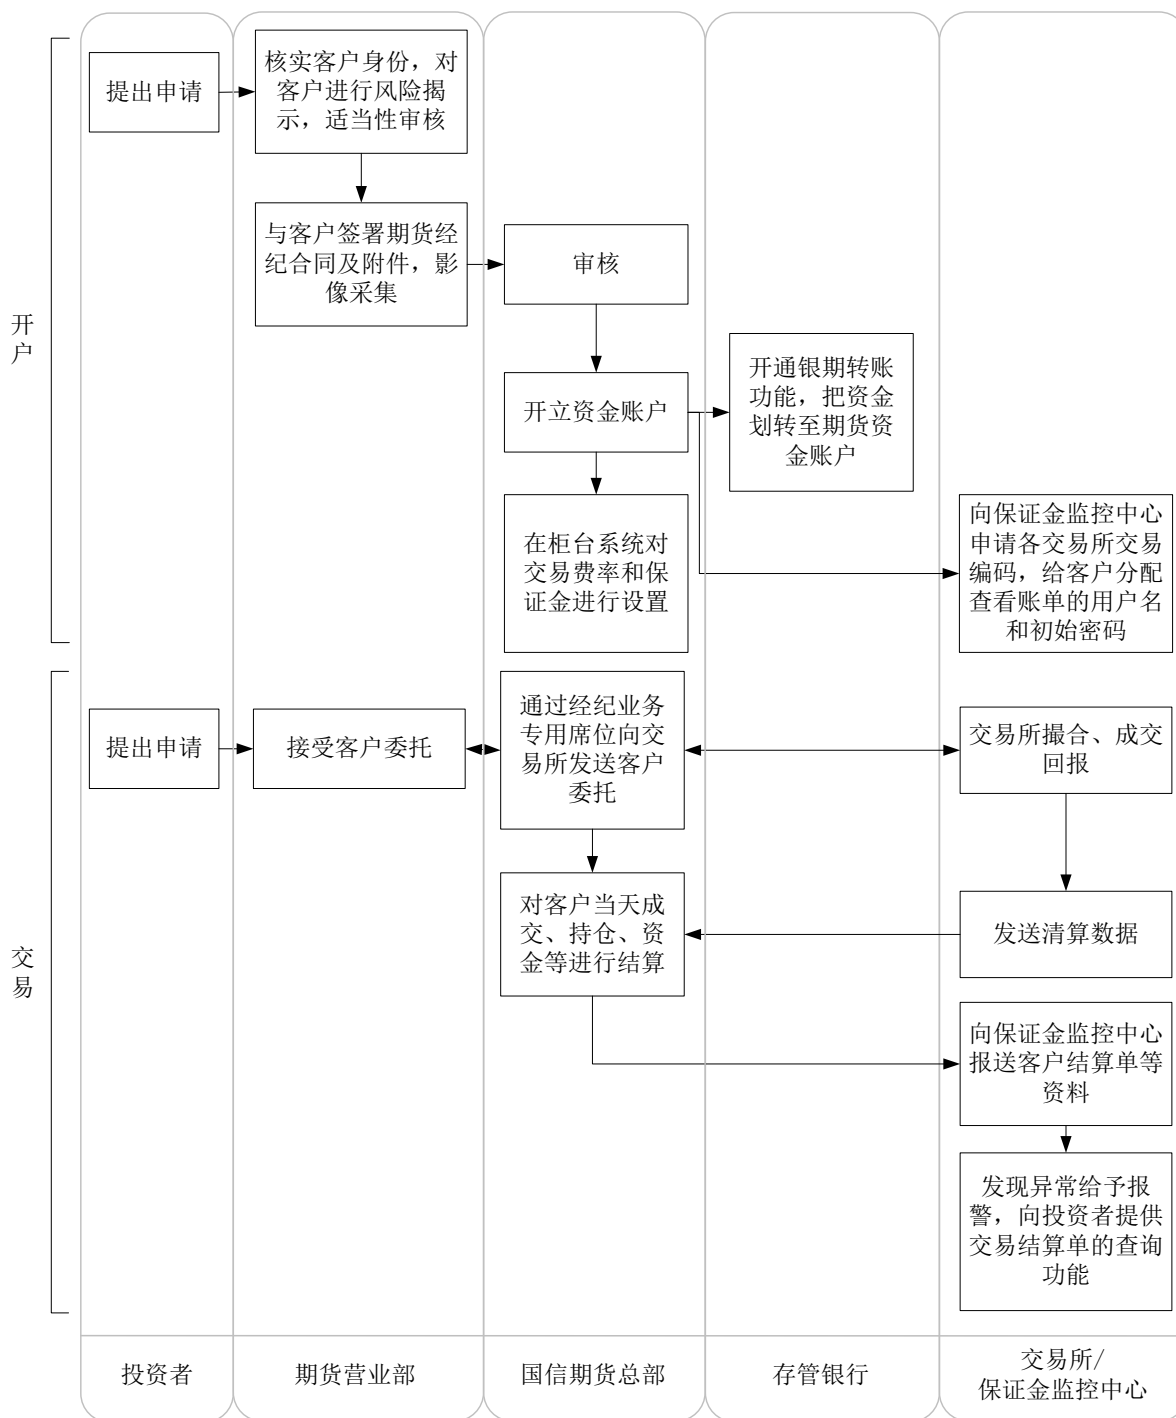 开
户
提出申请
核实客户身份，对
客户进行风险揭
示，适当性审核
与客户签署期货经
纪合同及附件，影
像采集
审核
开立资金账户
开通银期转账
功能，把资金
划转至期货资
金账户
在柜台系统对
交易费率和保
证金进行设置
向保证金监控中心
申请各交易所交易
编码，给客户分配
查看账单的用户名
和初始密码
交
易
提出申请
接受客户委托
通过经纪业务
专用席位向交
易所发送客户
委托
交易所撮合、成交
回报
对客户当天成
交、持仓、资
金等进行结算
发送清算数据
向保证金监控中心
报送客户结算单等
资料
发现异常给予报
警，向投资者提供
交易结算单的查询
功能
投资者
期货营业部
国信期货总部
存管银行
交易所/
保证金监控中心